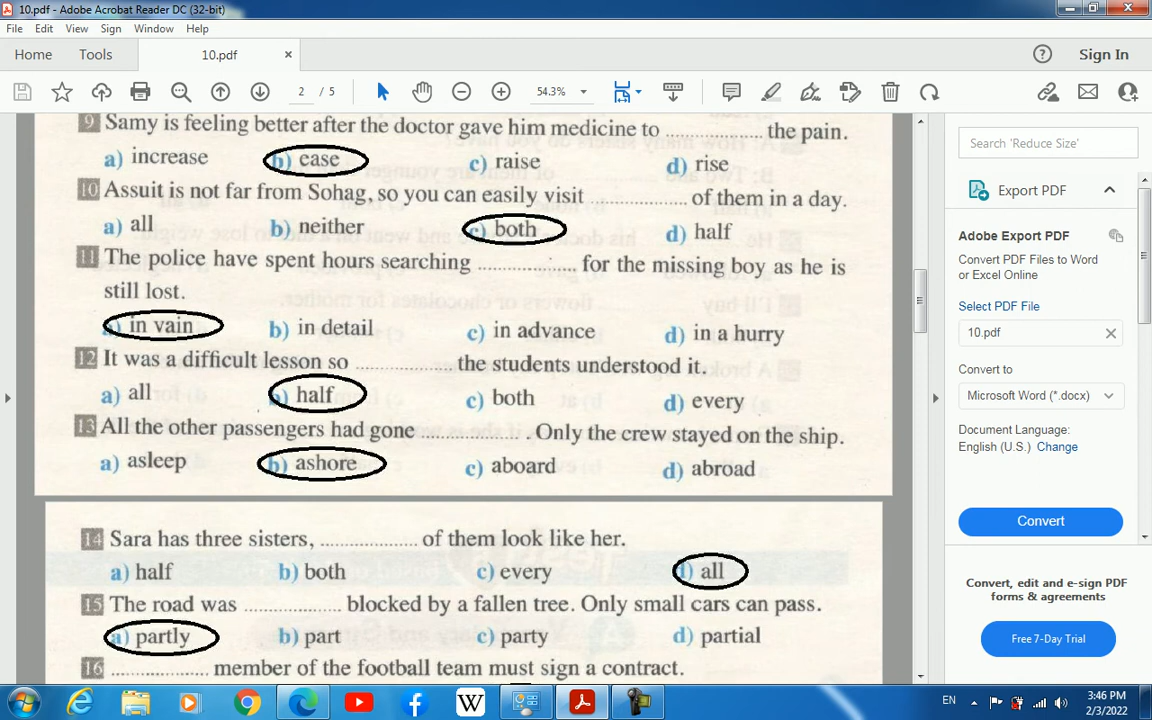 10.pdf - Adobe Acrobat Reader DC (32-bit)
File Edit View Sign Window Help
Home Tools 10.pdf × ? Sign In
2 / 5 54.3%
9 Samy is feeling better after the doctor gave him medicine to ................ the pain.
a) increase b) ease c) raise d) rise
10 Assuit is not far from Sohag, so you can easily visit ................ of them in a day.
a) all b) neither c) both d) half
11 The police have spent hours searching ................ for the missing boy as he is
still lost.
a) in vain b) in detail c) in advance d) in a hurry
12 It was a difficult lesson so ................ the students understood it.
a) all b) half c) both d) every
13 All the other passengers had gone ................ . Only the crew stayed on the ship.
a) asleep b) ashore c) aboard d) abroad
14 Sara has three sisters, ................ of them look like her.
a) half b) both c) every d) all
15 The road was ................ blocked by a fallen tree. Only small cars can pass.
a) partly b) part c) party d) partial
16 ................ member of the football team must sign a contract.
Search 'Reduce Size'
Export PDF
Adobe Export PDF
Convert PDF Files to Word
or Excel Online
Select PDF File
10.pdf
Convert to
Microsoft Word (*.docx)
Document Language:
English (U.S.) Change
Convert
Convert, edit and e-sign PDF
forms & agreements
Free 7-Day Trial
EN 3:46 PM
2/3/2022